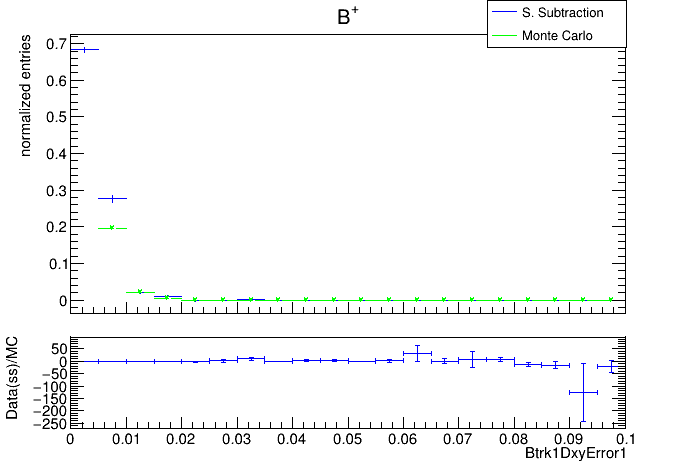 B+
S. Subtraction
Monte Carlo
normalized entries
0.7
0.6
0.5
0.4
0.3
0.2
0.1
0
Data(ss)/MC
50
0
−50
−100
−150
−200
−250
0 0.01 0.02 0.03 0.04 0.05 0.06 0.07 0.08 0.09 0.1
Btrk1DxyError1